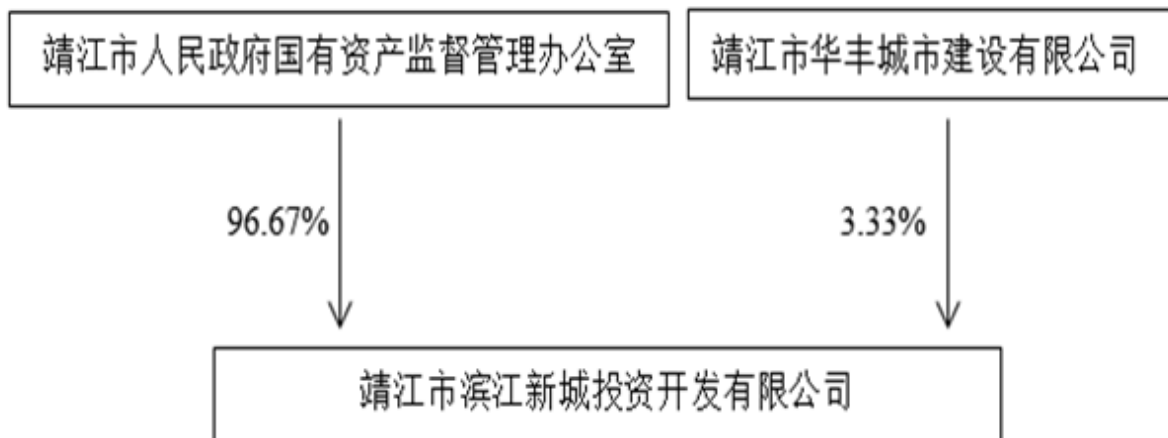 靖江市人民政府国有资产监督管理办公室
靖江市华丰城市建设有限公司
96.67%
3.33%
靖江市滨江新城投资开发有限公司